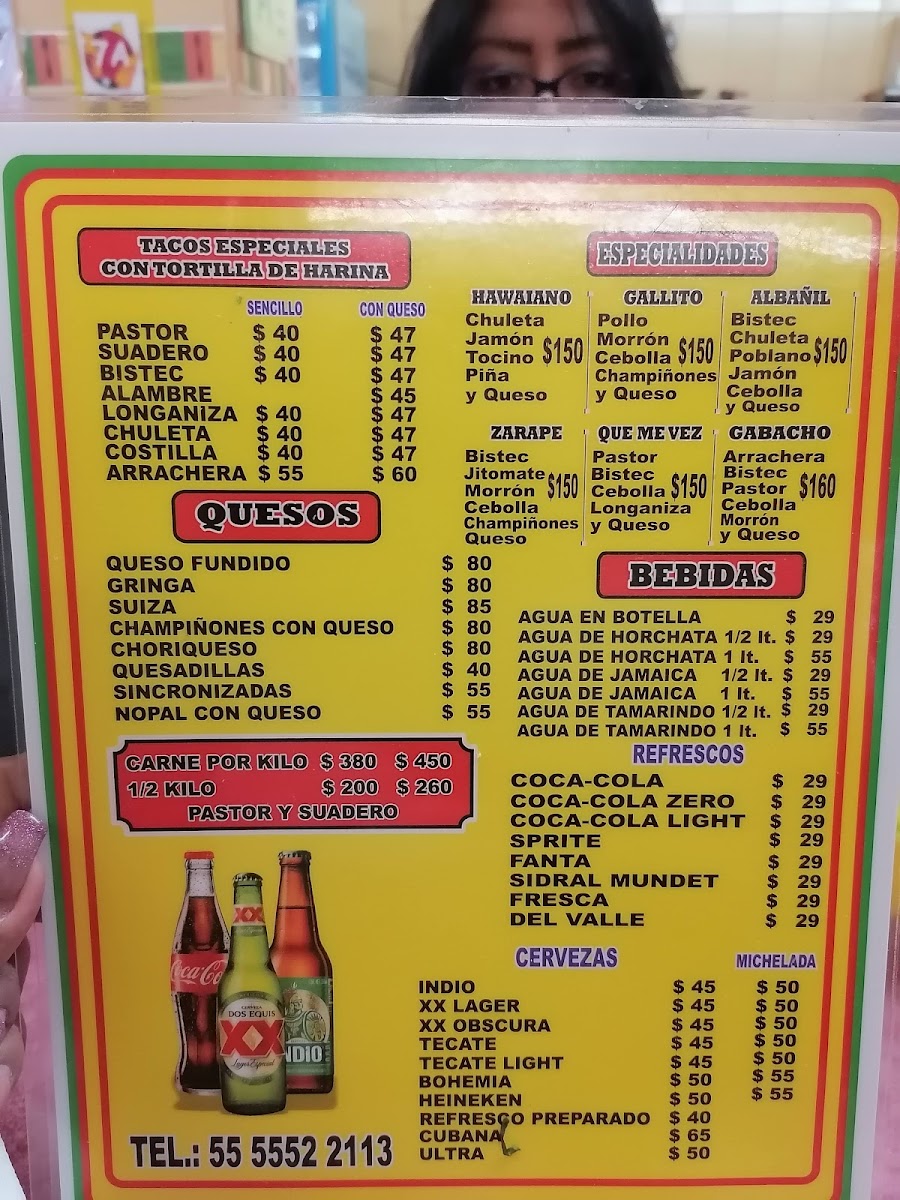 TACOS ESPECIALES
CON TORTILLA DE HARINA
SENCILLO CON QUESO
PASTOR $ 40 $ 47
SUADERO $ 40 $ 47
BISTEC $ 40 $ 47
ALAMBRE $ 45
LONGANIZA $ 40 $ 47
CHULETA $ 40 $ 47
COSTILLA $ 40 $ 47
ARRACHERA $ 55 $ 60
QUESOS
QUESO FUNDIDO $ 80
GRINGA $ 80
SUIZA $ 85
CHAMPIÑONES CON QUESO $ 80
CHORIQUESO $ 80
QUESADILLAS $ 40
SINCRONIZADAS $ 55
NOPAL CON QUESO $ 55
CARNE POR KILO $ 380 $ 450
1/2 KILO $ 200 $ 260
PASTOR Y SUADERO
Coca-Co
XX
CERVEZA
DOS EQUIS
XX
Lager Especial
NDIO
TEL.: 55 5552 2113
ESPECIALIDADES
HAWAIANO
Chuleta
Jamón
Tocino $150
Piña
y Queso
GALLITO
Pollo
Morrón
Cebolla $150
Champiñones
y Queso
ALBAÑIL
Bistec
Chuleta
Poblano $150
Jamón
Cebolla
y Queso
ZARAPE
Bistec
Jitomate
Morrón $150
Cebolla
Champiñones
Queso
QUE ME VEZ
Pastor
Bistec
Cebolla $150
Longaniza
y Queso
GABACHO
Arrachera
Bistec
Pastor $160
Cebolla
Morrón
y Queso
BEBIDAS
AGUA EN BOTELLA $ 29
AGUA DE HORCHATA 1/2 lt. $ 29
AGUA DE HORCHATA 1 lt. $ 55
AGUA DE JAMAICA 1/2 lt. $ 29
AGUA DE JAMAICA 1 lt. $ 55
AGUA DE TAMARINDO 1/2 lt. $ 29
AGUA DE TAMARINDO 1 lt. $ 55
REFRESCOS
COCA-COLA $ 29
COCA-COLA ZERO $ 29
COCA-COLA LIGHT $ 29
SPRITE $ 29
FANTA $ 29
SIDRAL MUNDET $ 29
FRESCA $ 29
DEL VALLE $ 29
CERVEZAS MICHELADA
INDIO $ 45 $ 50
XX LAGER $ 45 $ 50
XX OBSCURA $ 45 $ 50
TECATE $ 45 $ 50
TECATE LIGHT $ 45 $ 50
BOHEMIA $ 50 $ 55
HEINEKEN $ 50 $ 55
REFRESCO PREPARADO $ 40
CUBANA $ 65
ULTRA $ 50